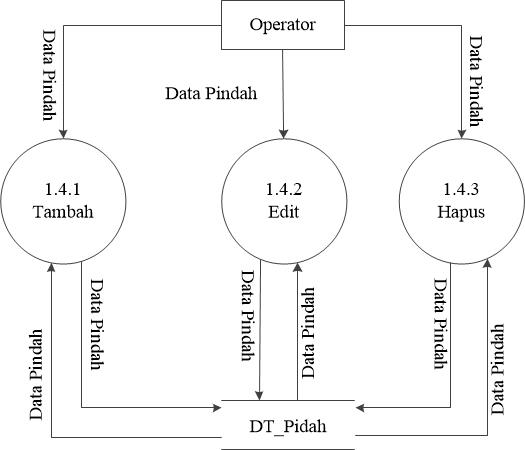 Operator
Data Pindah
Data Pindah
Data Pindah
1.4.1
Tambah
1.4.2
Edit
1.4.3
Hapus
Data Pindah
Data Pindah
Data Pindah
Data Pindah
Data Pindah
Data Pindah
DT_Pidah